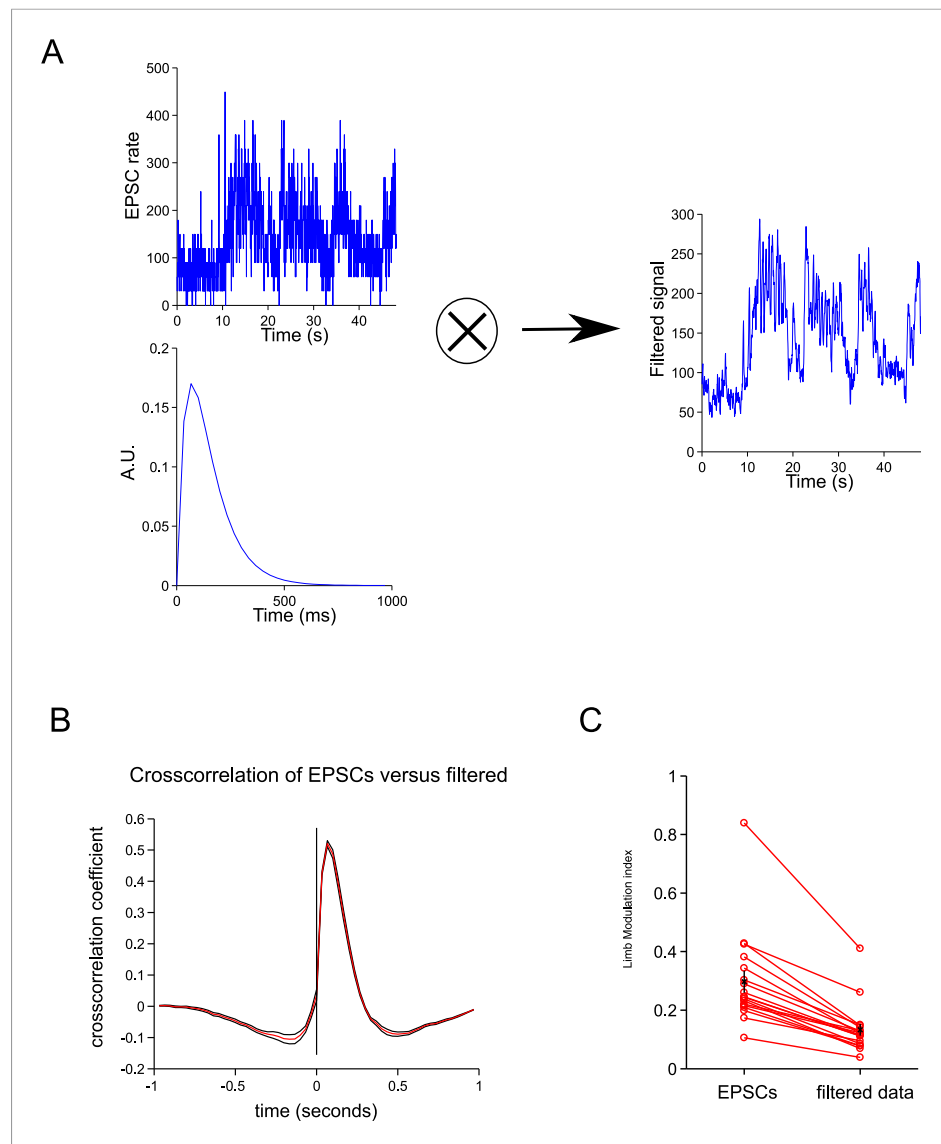 A
500
400
300
200
100
0
EPSC rate
0 10 20 30 40
Time (s)
0.2
0.15
0.1
0.05
0
A.U.
0 500 1000
Time (ms)
300
250
200
150
100
50
0
Filtered signal
0 10 20 30 40
Time (s)
B
Crosscorrelation of EPSCs versus filtered
0.6
0.5
0.4
0.3
0.2
0.1
0
-0.1
-0.2
crosscorrelation coefficient
-1 -0.5 0 0.5 1
time (seconds)
C
1
0.8
0.6
0.4
0.2
0
Limb Modulation index
EPSCs filtered data